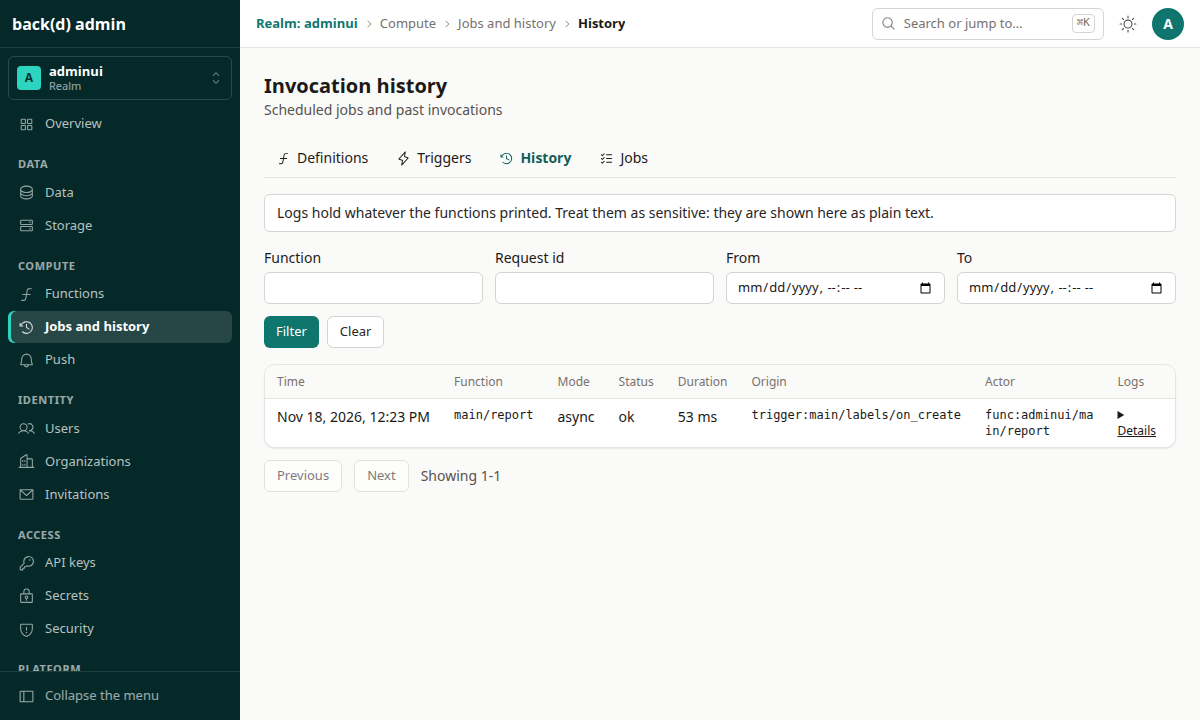 back(d) admin
A
adminui
Realm
Overview
DATA
Data
Storage
COMPUTE
Functions
Jobs and history
Push
IDENTITY
Users
Organizations
Invitations
ACCESS
API keys
Secrets
Security
PLATFORM
Collapse the menu
Realm: adminui > Compute > Jobs and history > History
Search or jump to...
⌘K
A
Invocation history
Scheduled jobs and past invocations
Definitions
Triggers
History
Jobs
Logs hold whatever the functions printed. Treat them as sensitive: they are shown here as plain text.
Function
Request id
From
To
mm/dd/yyyy, --:-- --
mm/dd/yyyy, --:-- --
Filter
Clear
Time Function Mode Status Duration Origin Actor Logs
Nov 18, 2026, 12:23 PM main/report async ok 53 ms trigger:main/labels/on_create func:adminui/ma
in/report
Details
Previous
Next
Showing 1-1